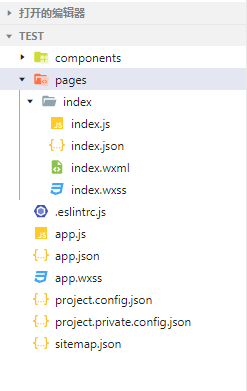 打开的编辑器
TEST
components
pages
index
index.js
index.json
index.wxml
index.wxss
.eslintrc.js
app.js
app.json
app.wxss
project.config.json
project.private.config.json
sitemap.json